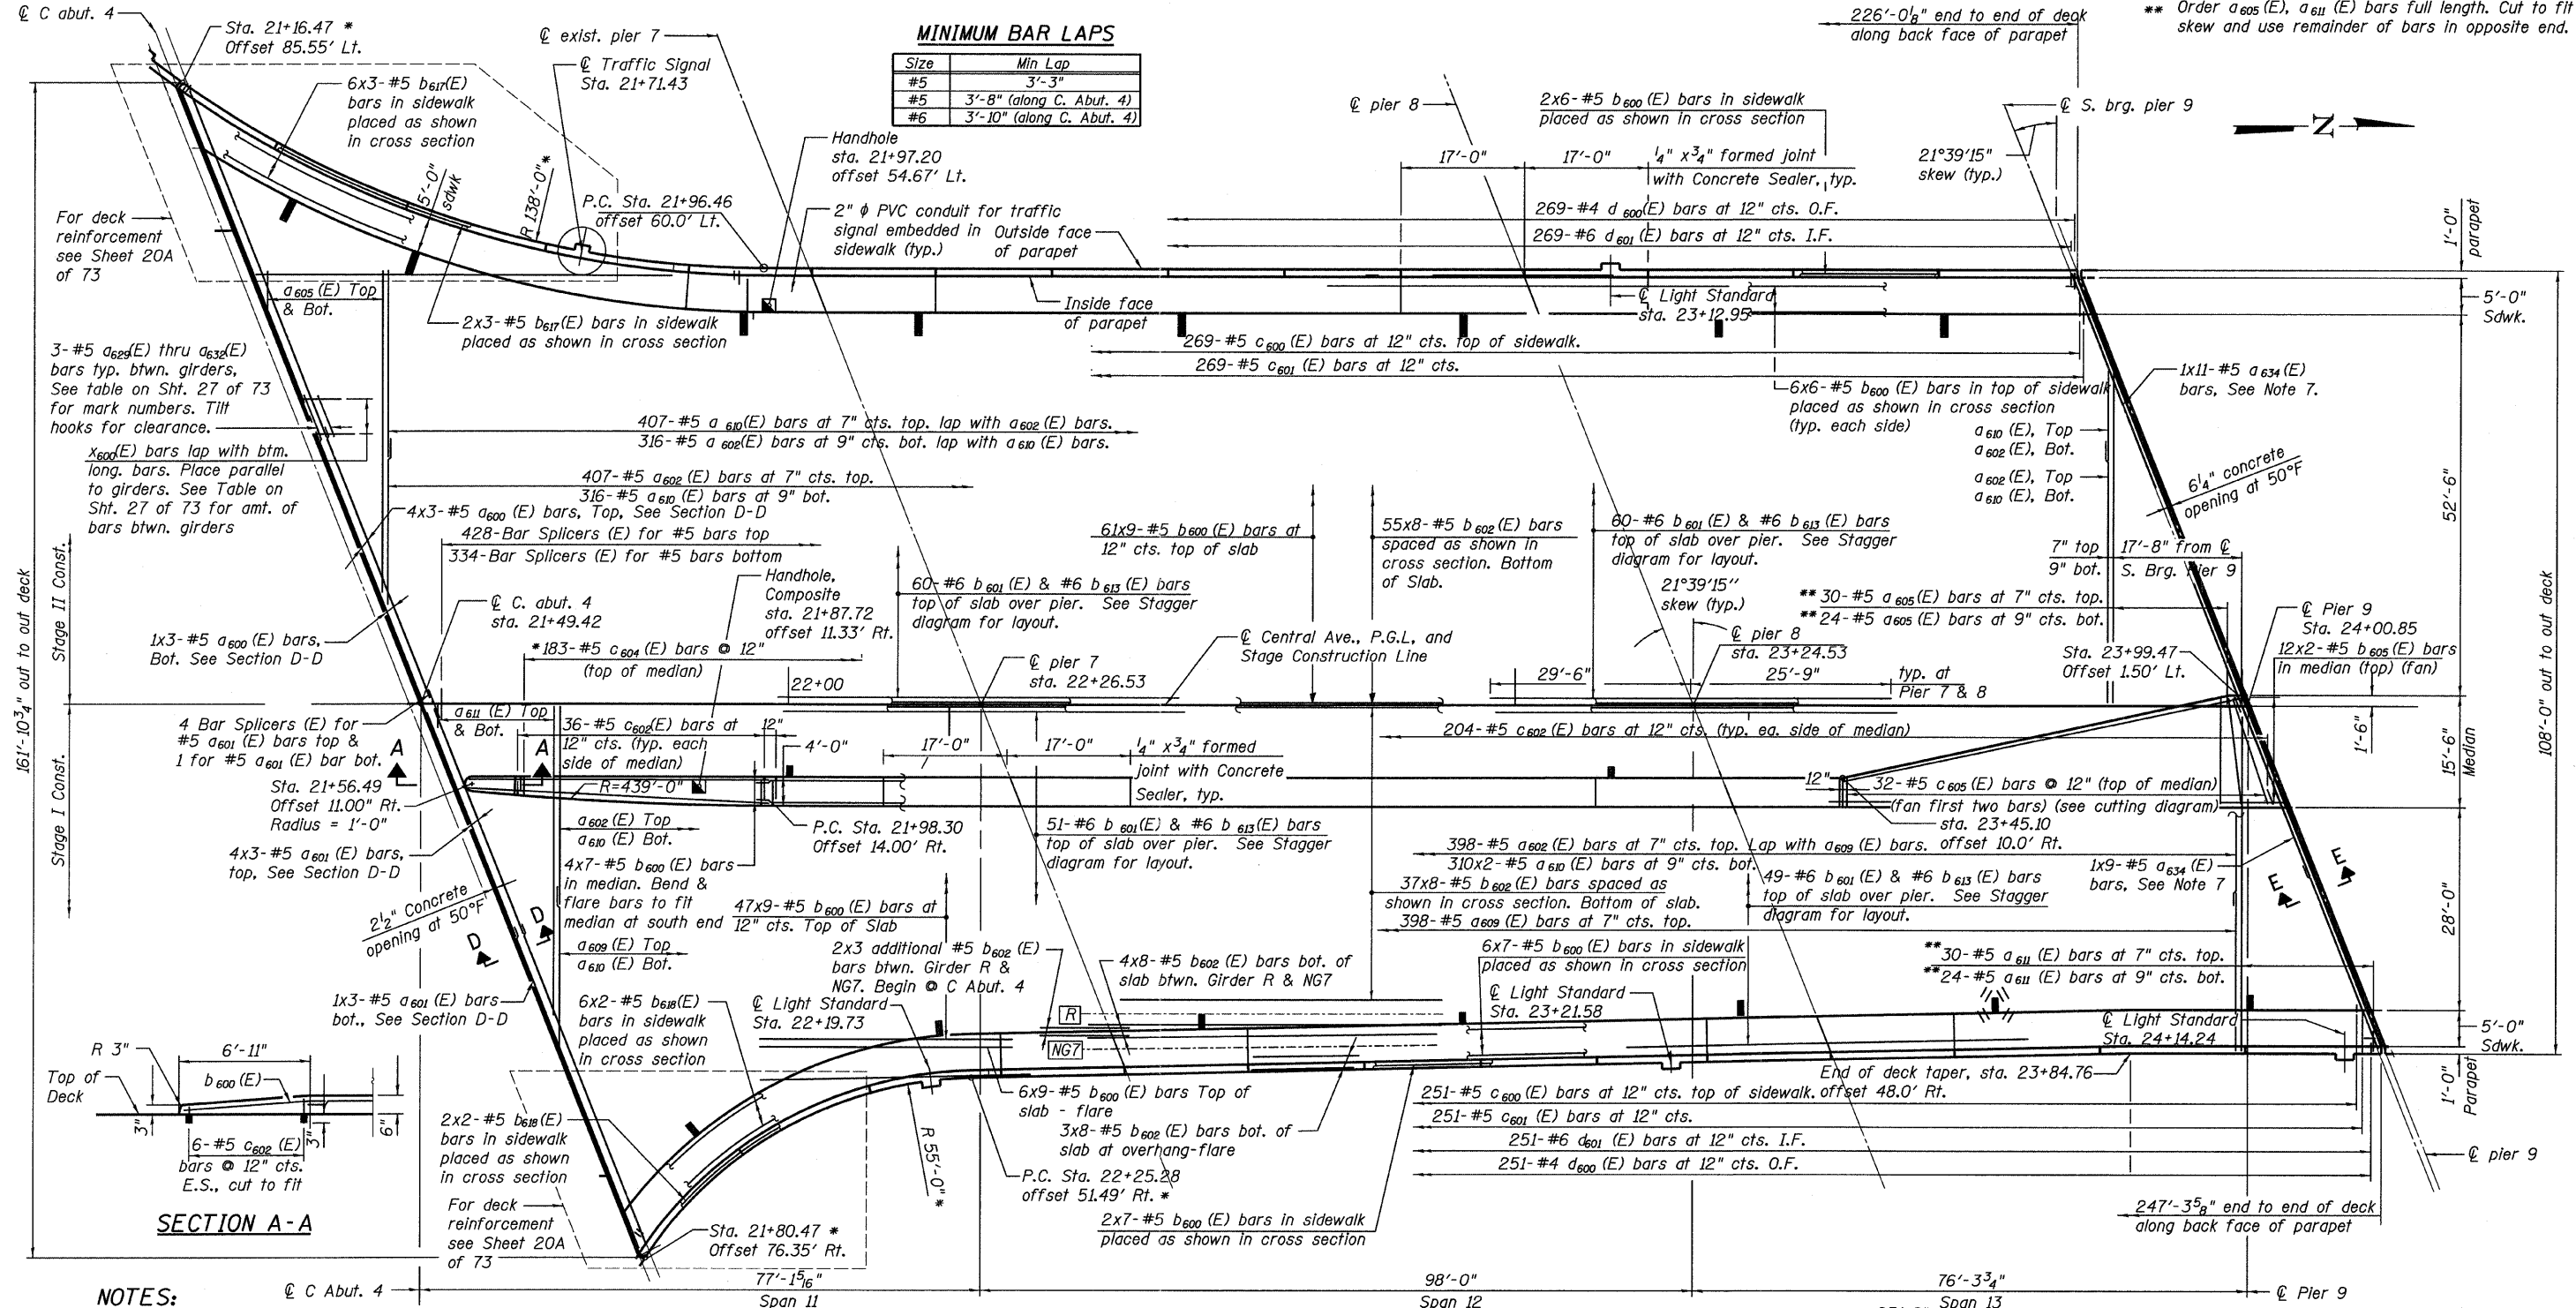 ℄ C abut. 4
Sta. 21+16.47 *
Offset 85.55' Lt.
℄ exist. pier 7
℄ Traffic Signal
Sta. 21+71.43
MINIMUM BAR LAPS
Size Min Lap
#5 3'-3"
#5 3'-8" (along C. Abut. 4)
#6 3'-10" (along C. Abut. 4)
226'-0⅛" end to end of deck
along back face of parapet
** Order a605 (E), a611 (E) bars full length. Cut to fit
skew and use remainder of bars in opposite end.
6x3-#5 b617(E)
bars in sidewalk
placed as shown
in cross section
5'-0"
sdwk
R 138'-0" *
P.C. Sta. 21+96.46
offset 60.0' Lt.
Handhole
sta. 21+97.20
offset 54.67' Lt.
2" ϕ PVC conduit for traffic
signal embedded in
sidewalk (typ.)
Outside face
of parapet
Inside face
of parapet
℄ pier 8
2x6-#5 b600 (E) bars in sidewalk
placed as shown in cross section
17'-0"
17'-0"
¼" x ¾" formed joint
with Concrete Sealer, typ.
℄ S. brg. pier 9
21°39'15"
skew (typ.)
N
269-#4 d600(E) bars at 12" cts. O.F.
269-#6 d601 (E) bars at 12" cts. I.F.
1'-0"
parapet
5'-0"
Sdwk.
For deck
reinforcement
see Sheet 20A
of 73
a605 (E) Top
& Bot.
2x3-#5 b617(E) bars in sidewalk
placed as shown in cross section
℄ Light Standard
sta. 23+12.95
269-#5 c600 (E) bars at 12" cts. top of sidewalk.
269-#5 c601 (E) bars at 12" cts.
3-#5 a629(E) thru a632(E)
bars typ. btwn. girders,
See table on Sht. 27 of 73
for mark numbers. Tilt
hooks for clearance.
6x6-#5 b600 (E) bars in top of sidewalk
placed as shown in cross section
(typ. each side)
1x11-#5 a634 (E)
bars, See Note 7.
407-#5 a610(E) bars at 7" cts. top. lap with a602 (E) bars.
316-#5 a602(E) bars at 9" cts. bot. lap with a610 (E) bars.
a610 (E), Top
a602 (E), Bot.
a602 (E), Top
a610 (E), Bot.
x600(E) bars lap with btm.
long. bars. Place parallel
to girders. See Table on
Sht. 27 of 73 for amt. of
bars btwn. girders
407-#5 a602 (E) bars at 7" cts. top.
316-#5 a610 (E) bars at 9" bot.
4x3-#5 a600 (E) bars, Top, See Section D-D
428-Bar Splicers (E) for #5 bars top
334-Bar Splicers (E) for #5 bars bottom
6¼" concrete
opening at 50°F
52'-6"
61x9-#5 b600 (E) bars at
12" cts. top of slab
55x8-#5 b602 (E) bars
spaced as shown in
cross section. Bottom
of Slab.
60-#6 b601 (E) & #6 b613 (E) bars
top of slab over pier. See Stagger
diagram for layout.
7" top
9" bot.
17'-8" from ℄
S. Brg. Pier 9
Stage II Const.
℄ C. abut. 4
sta. 21+49.42
Handhole,
Composite
sta. 21+87.72
offset 11.33' Rt.
60-#6 b601 (E) & #6 b613 (E) bars
top of slab over pier. See Stagger
diagram for layout.
21°39'15"
skew (typ.)
** 30-#5 a605(E) bars at 7" cts. top.
** 24-#5 a605(E) bars at 9" cts. bot.
℄ Pier 9
Sta. 24+00.85
1x3-#5 a600 (E) bars,
Bot. See Section D-D
*183-#5 c604 (E) bars @ 12"
(top of median)
℄ Central Ave., P.G.L, and
Stage Construction Line
℄ pier 8
sta. 23+24.53
Sta. 23+99.47
Offset 1.50' Lt.
12x2-#5 b605 (E) bars
in median (top) (fan)
161'-10¾" out to out deck
108'-0" out to out deck
22+00
℄ pier 7
sta. 22+26.53
29'-6"
25'-9"
typ. at
Pier 7 & 8
4 Bar Splicers (E) for
#5 a601 (E) bars top &
1 for #5 a601 (E) bar bot.
a611 (E) Top
& Bot.
36-#5 c602(E) bars at
12" cts. (typ. each
side of median)
12"
4'-0"
17'-0"
17'-0"
¼" x ¾" formed
joint with Concrete
Sealer, typ.
204-#5 c602 (E) bars at 12" cts. (typ. ea. side of median)
1'-6"
15'-6"
Median
A
A
Sta. 21+56.49
Offset 11.00" Rt.
Radius = 1'-0"
R=439'-0"
12"
32-#5 c605 (E) bars @ 12" (top of median)
(fan first two bars) (see cutting diagram)
sta. 23+45.10
offset 10.0' Rt.
Stage I Const.
4x3-#5 a601 (E) bars,
top, See Section D-D
a602 (E) Top
a610 (E) Bot.
P.C. Sta. 21+98.30
Offset 14.00' Rt.
51-#6 b601(E) & #6 b613(E) bars
top of slab over pier. See Stagger
diagram for layout.
398-#5 a602 (E) bars at 7" cts. top. Lap with a609 (E) bars.
310x2-#5 a610 (E) bars at 9" cts. bot.
4x7-#5 b600 (E) bars
in median. Bend &
flare bars to fit
median at south end
47x9-#5 b600 (E) bars at
12" cts. Top of Slab
37x8-#5 b602 (E) bars spaced as
shown in cross section. Bottom of slab.
398-#5 a609 (E) bars at 7" cts. top.
49-#6 b601 (E) & #6 b613 (E) bars
top of slab over pier. See Stagger
diagram for layout.
1x9-#5 a634 (E)
bars, See Note 7
E
E
28'-0"
2½" Concrete
opening at 50°F
D
D
a609 (E) Top
a610 (E) Bot.
2x3 additional #5 b602 (E)
bars btwn. Girder R &
NG7. Begin @ C Abut. 4
4x8-#5 b602 (E) bars bot. of
slab btwn. Girder R & NG7
6x7-#5 b600 (E) bars in sidewalk
placed as shown in cross section
** 30-#5 a611 (E) bars at 7" cts. top.
** 24-#5 a611 (E) bars at 9" cts. bot.
1x3-#5 a601 (E) bars
bot., See Section D-D
6x2-#5 b618(E)
bars in sidewalk
placed as shown
in cross section
℄ Light Standard
Sta. 22+19.73
R
NG7
℄ Light Standard
Sta. 23+21.58
℄ Light Standard
Sta. 24+14.24
5'-0"
Sdwk.
R 3"
6'-11"
Top of
Deck
b600 (E)
3"
3"
6"
6-#5 c602 (E)
bars @ 12" cts.
E.S., cut to fit
SECTION A-A
6x9-#5 b600 (E) bars Top of
slab - flare
3x8-#5 b602 (E) bars bot. of
slab at overhang-flare
End of deck taper, sta. 23+84.76
offset 48.0' Rt.
251-#5 c600 (E) bars at 12" cts. top of sidewalk.
251-#5 c601 (E) bars at 12" cts.
251-#6 d601 (E) bars at 12" cts. I.F.
251-#4 d600 (E) bars at 12" cts. O.F.
1'-0"
Parapet
2x2-#5 b618(E)
bars in sidewalk
placed as shown
in cross section
R 55'-0" *
P.C. Sta. 22+25.28
offset 51.49' Rt. *
℄ pier 9
For deck
reinforcement
see Sheet 20A
of 73
Sta. 21+80.47 *
Offset 76.35' Rt.
2x7-#5 b600 (E) bars in sidewalk
placed as shown in cross section
247'-3⅝" end to end of deck
along back face of parapet
NOTES:
℄ C Abut. 4
77'-1 5/16"
Span 11
98'-0"
Span 12
76'-3¾"
Span 13
℄ Pier 9